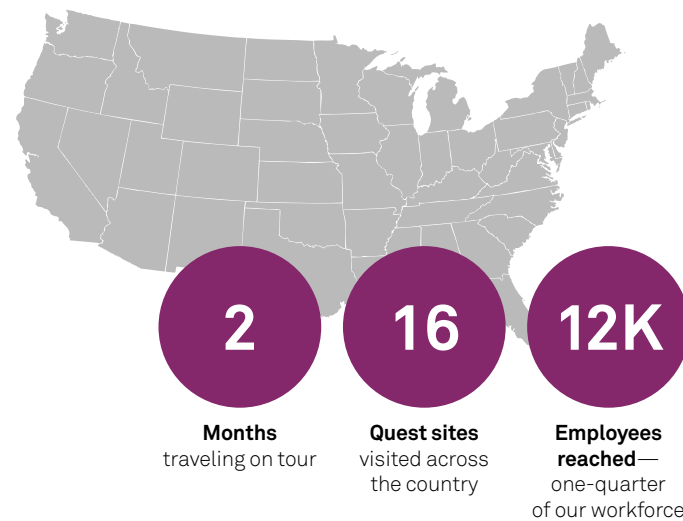 2
Months
traveling on tour
16
Quest sites
visited across
the country
12K
Employees
reached—
one-quarter
of our workforce